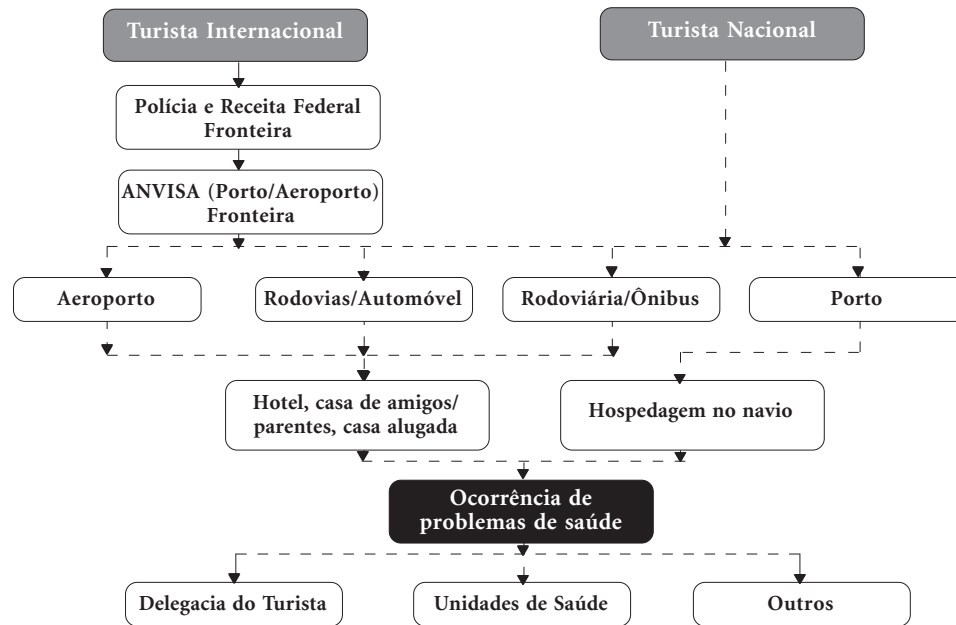 Turista Internacional
Turista Nacional
Polícia e Receita Federal
Fronteira
ANVISA (Porto/Aeroporto)
Fronteira
Aeroporto
Rodovias/Automóvel
Rodoviária/Ônibus
Porto
Hotel, casa de amigos/
parentes, casa alugada
Hospedagem no navio
Ocorrência de
problemas de saúde
Delegacia do Turista
Unidades de Saúde
Outros